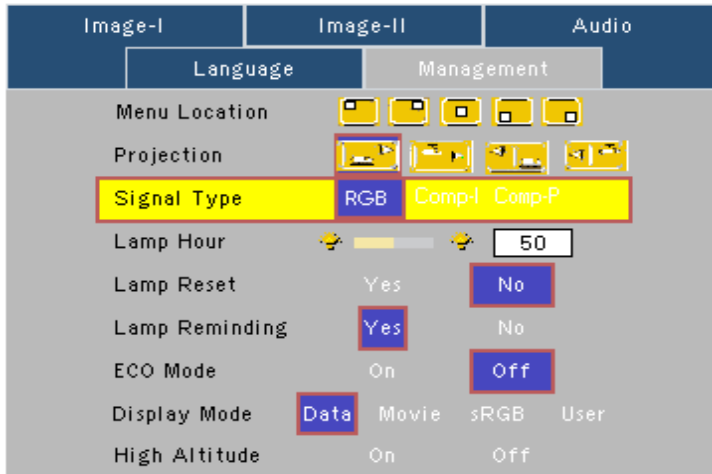 Image-I Image-II Audio
Language Management
Menu Location
Projection
Signal Type RGB Comp-I Comp-P
Lamp Hour 50
Lamp Reset Yes No
Lamp Reminding Yes No
ECO Mode On Off
Display Mode Data Movie sRGB User
High Altitude On Off